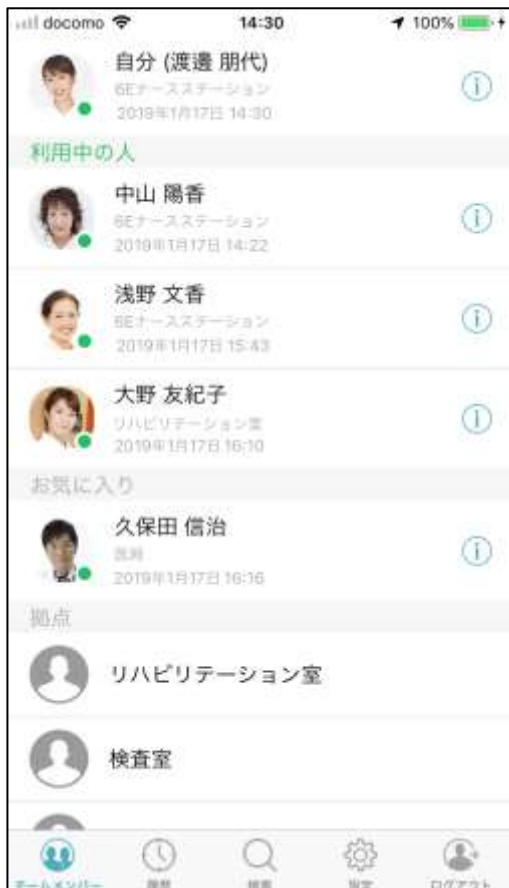 docomo 14:30 100%
自分 (渡邊 朋代)
6Eナースステーション
2019年1月17日 14:30
利用中の人
中山 陽香
6Eナースステーション
2019年1月17日 14:22
浅野 文香
6Eナースステーション
2019年1月17日 15:43
大野 友紀子
リハビリテーション室
2019年1月17日 16:10
お気に入り
久保田 信治
医局
2019年1月17日 16:16
拠点
リハビリテーション室
検査室
チームメンバー 履歴 検索 設定 ログアウト